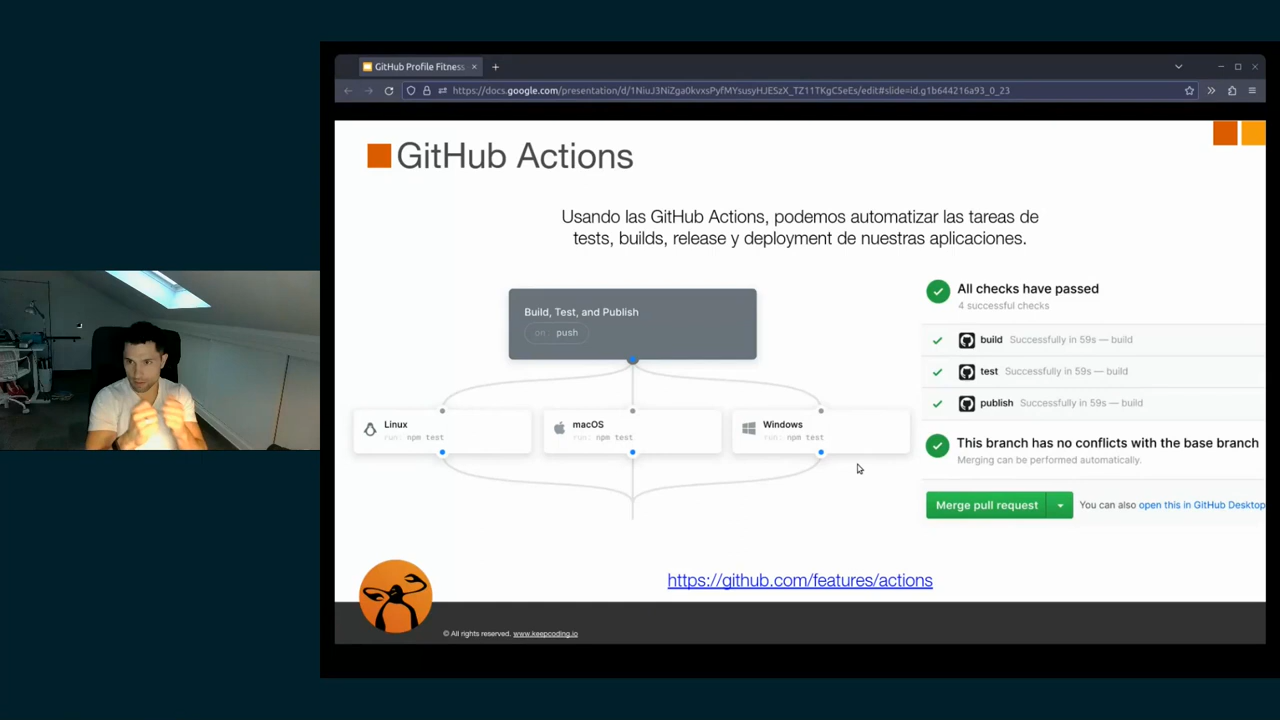 GitHub Profile Fitness
https://docs.google.com/presentation/d/1NiuJ3NiZga0kvxsPyfMYsusyHJESzX_TZ11TKgC5eEs/edit#slide=id.g1b644216a93_0_23
GitHub Actions
Usando las GitHub Actions, podemos automatizar las tareas de
tests, builds, release y deployment de nuestras aplicaciones.
Build, Test, and Publish
on: push
Linux
run: npm test
macOS
run: npm test
Windows
run: npm test
All checks have passed
4 successful checks
build Successfully in 59s — build
test Successfully in 59s — build
publish Successfully in 59s — build
This branch has no conflicts with the base branch
Merging can be performed automatically.
Merge pull request
You can also open this in GitHub Desktop
https://github.com/features/actions
© All rights reserved. www.keepcoding.io